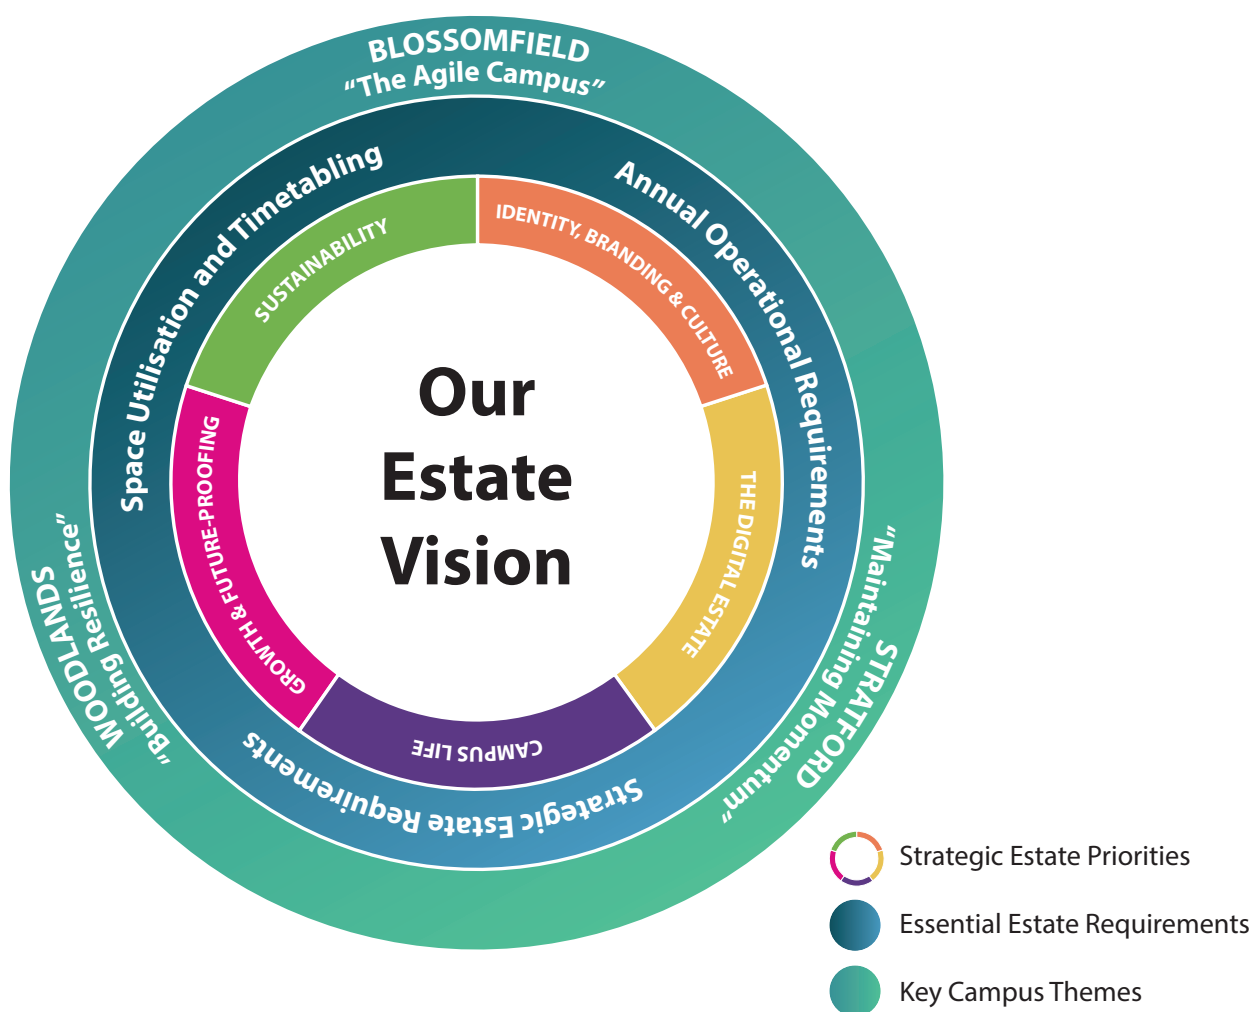 BLOSSOMFIELD
“The Agile Campus”
Space Utilisation and Timetabling
Annual Operational Requirements
SUSTAINABILITY
IDENTITY, BRANDING & CULTURE
Our
Estate
Vision
GROWTH & FUTURE-PROOFING
THE DIGITAL ESTATE
CAMPUS LIFE
Strategic Estate Requirements
WOODLANDS
“Building Resilience”
STRATFORD
“Maintaining Momentum”
Strategic Estate Priorities
Essential Estate Requirements
Key Campus Themes